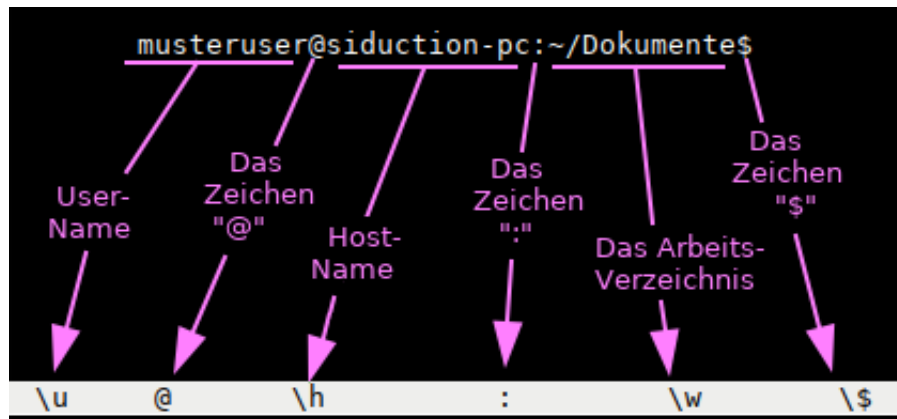 musteruser@siduction-pc:~/Dokumente$
User-
Name
Das
Zeichen
"@"
Host-
Name
Das
Zeichen
":"
Das Arbeits-
Verzeichnis
Das
Zeichen
"$"
\u @ \h : \w \$